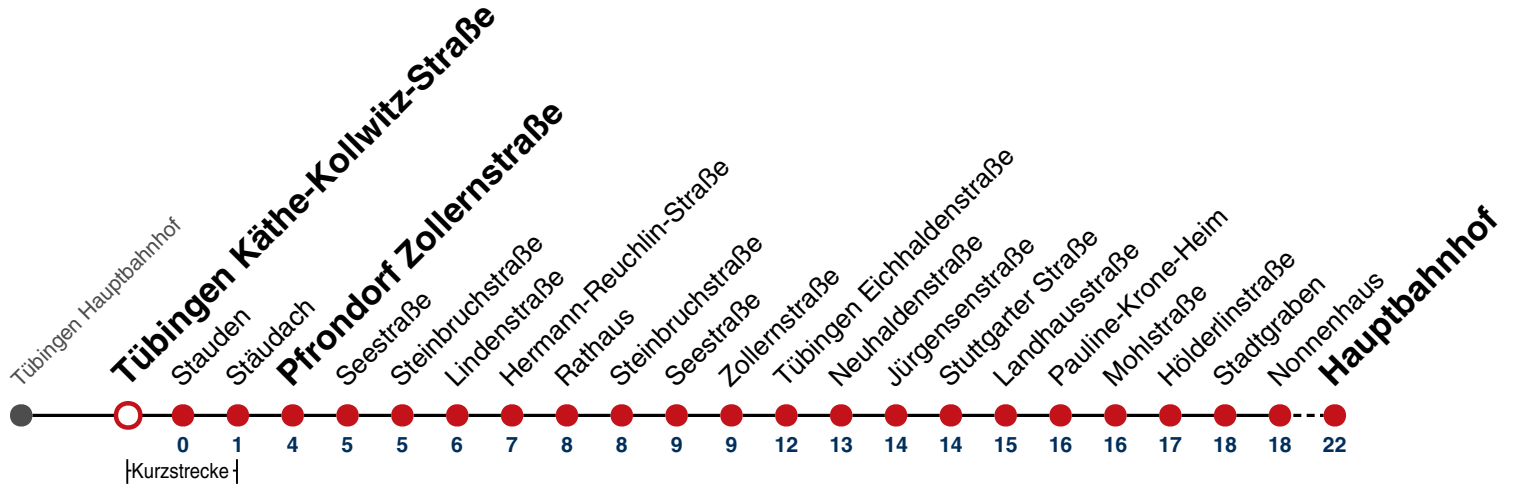 Tübingen Hauptbahnhof
Tübingen Käthe-Kollwitz-Straße
Stauden
Stäudach
Pfrondorf Zollernstraße
Seestraße
Steinbruchstraße
Lindenstraße
Hermann-Reuchlin-Straße
Rathaus
Steinbruchstraße
Seestraße
Zollernstraße
Tübingen Eichhaldenstraße
Neuhaldenstraße
Jürgensenstraße
Stuttgarter Straße
Landhausstraße
Pauline-Krone-Heim
Mohlstraße
Hölderlinstraße
Stadtgraben
Nonnenhaus
Hauptbahnhof
0 1 4 5 5 6 7 8 8 9 9 12 13 14 14 15 16 16 17 18 18 22
Kurzstrecke